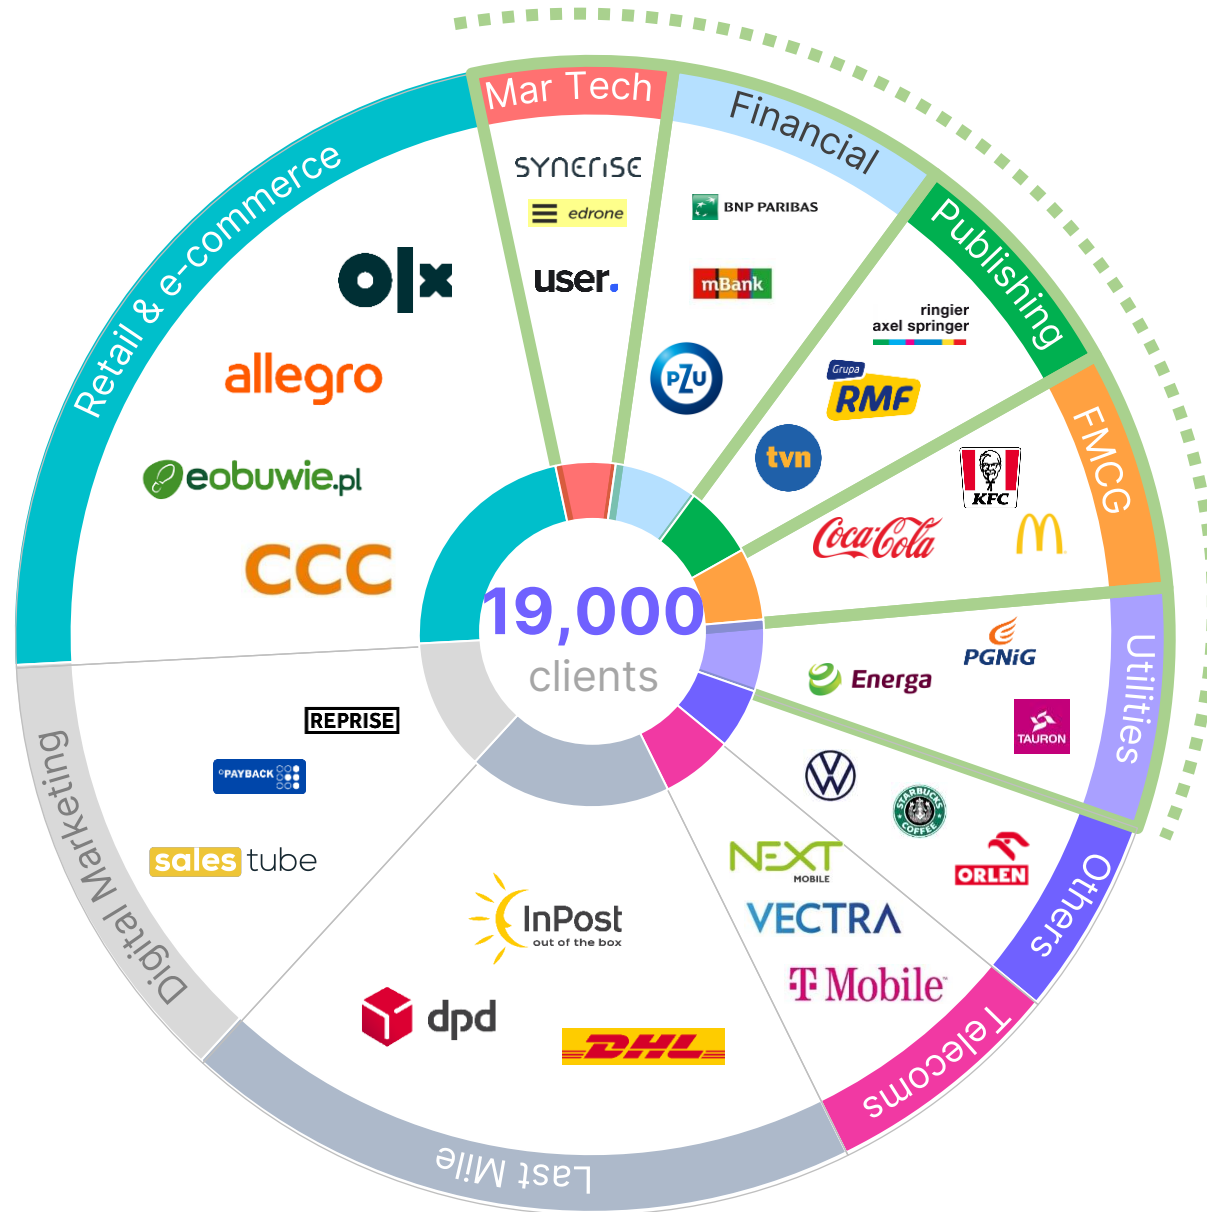 Mar Tech
SYNERISE
edrone
user.
Financial
BNP PARIBAS
mBank
PZU
Publishing
ringier
axel springer
Grupa
RMF
tvn
FMCG
KFC
Coca-Cola
Utilities
PGNiG
Energa
TAURON
Others
STARBUCKS
COFFEE
ORLEN
Telecoms
NEXT
MOBILE
VECTRA
T Mobile
Last Mile
InPost
out of the box
dpd
DHL
Digital Marketing
REPRISE
PAYBACK
sales tube
Retail & e-commerce
olx
allegro
eobuwie.pl
CCC
19,000
clients